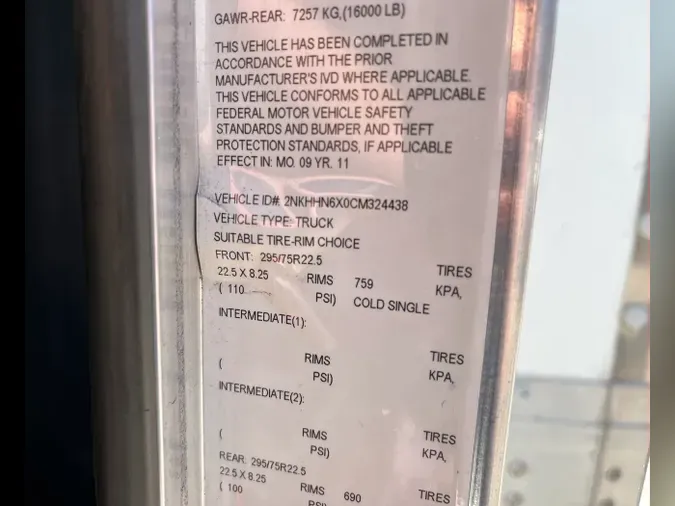 GAWR-REAR: 7257 KG,(16000 LB)
THIS VEHICLE HAS BEEN COMPLETED IN
ACCORDANCE WITH THE PRIOR
MANUFACTURER'S IVD WHERE APPLICABLE.
THIS VEHICLE CONFORMS TO ALL APPLICABLE
FEDERAL MOTOR VEHICLE SAFETY
STANDARDS AND BUMPER AND THEFT
PROTECTION STANDARDS, IF APPLICABLE
EFFECT IN: MO. 09 YR. 11
VEHICLE ID#: 2NKHHN6X0CM324438
VEHICLE TYPE: TRUCK
SUITABLE TIRE-RIM CHOICE
FRONT: 295/75R22.5 TIRES
22.5 X 8.25 RIMS 759 KPA,
( 110 PSI) COLD SINGLE
INTERMEDIATE(1):
TIRES
RIMS KPA,
( PSI)
INTERMEDIATE(2):
TIRES
RIMS KPA,
( PSI)
REAR: 295/75R22.5 TIRES
22.5 X 8.25 RIMS 690
( 100